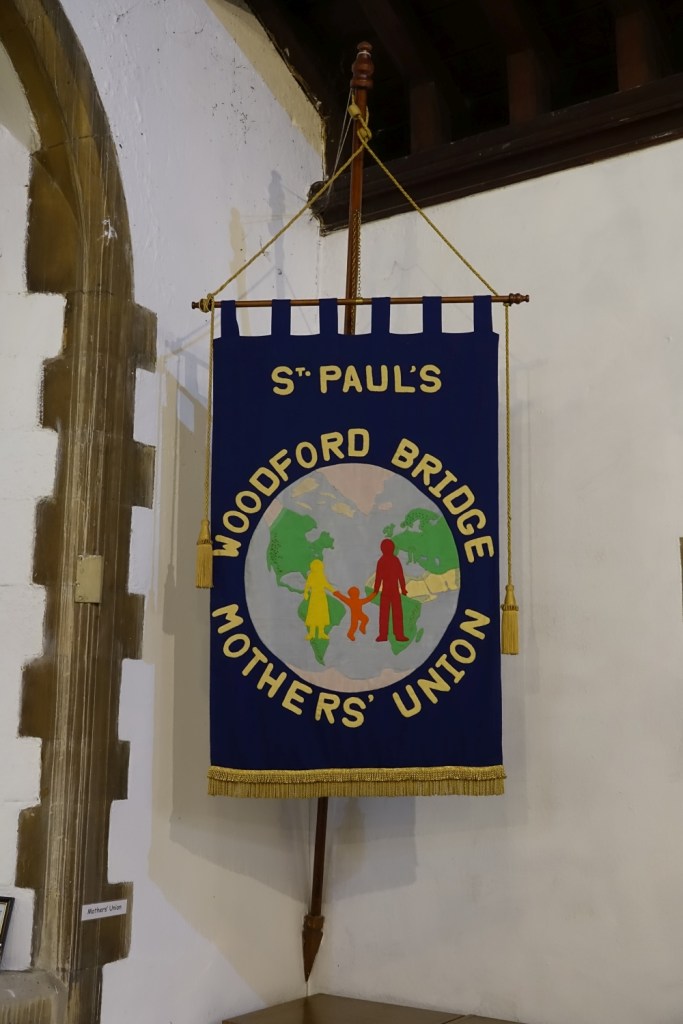 ST. PAUL'S
WOODFORD BRIDGE
MOTHERS' UNION
Mothers' Union